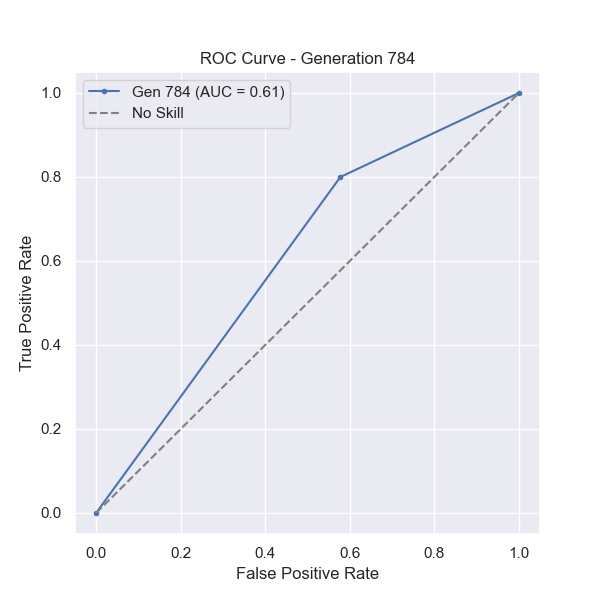 ROC Curve - Generation 784
Gen 784 (AUC = 0.61)
No Skill
1.0
0.8
0.6
0.4
0.2
0.0
True Positive Rate
0.0 0.2 0.4 0.6 0.8 1.0
False Positive Rate